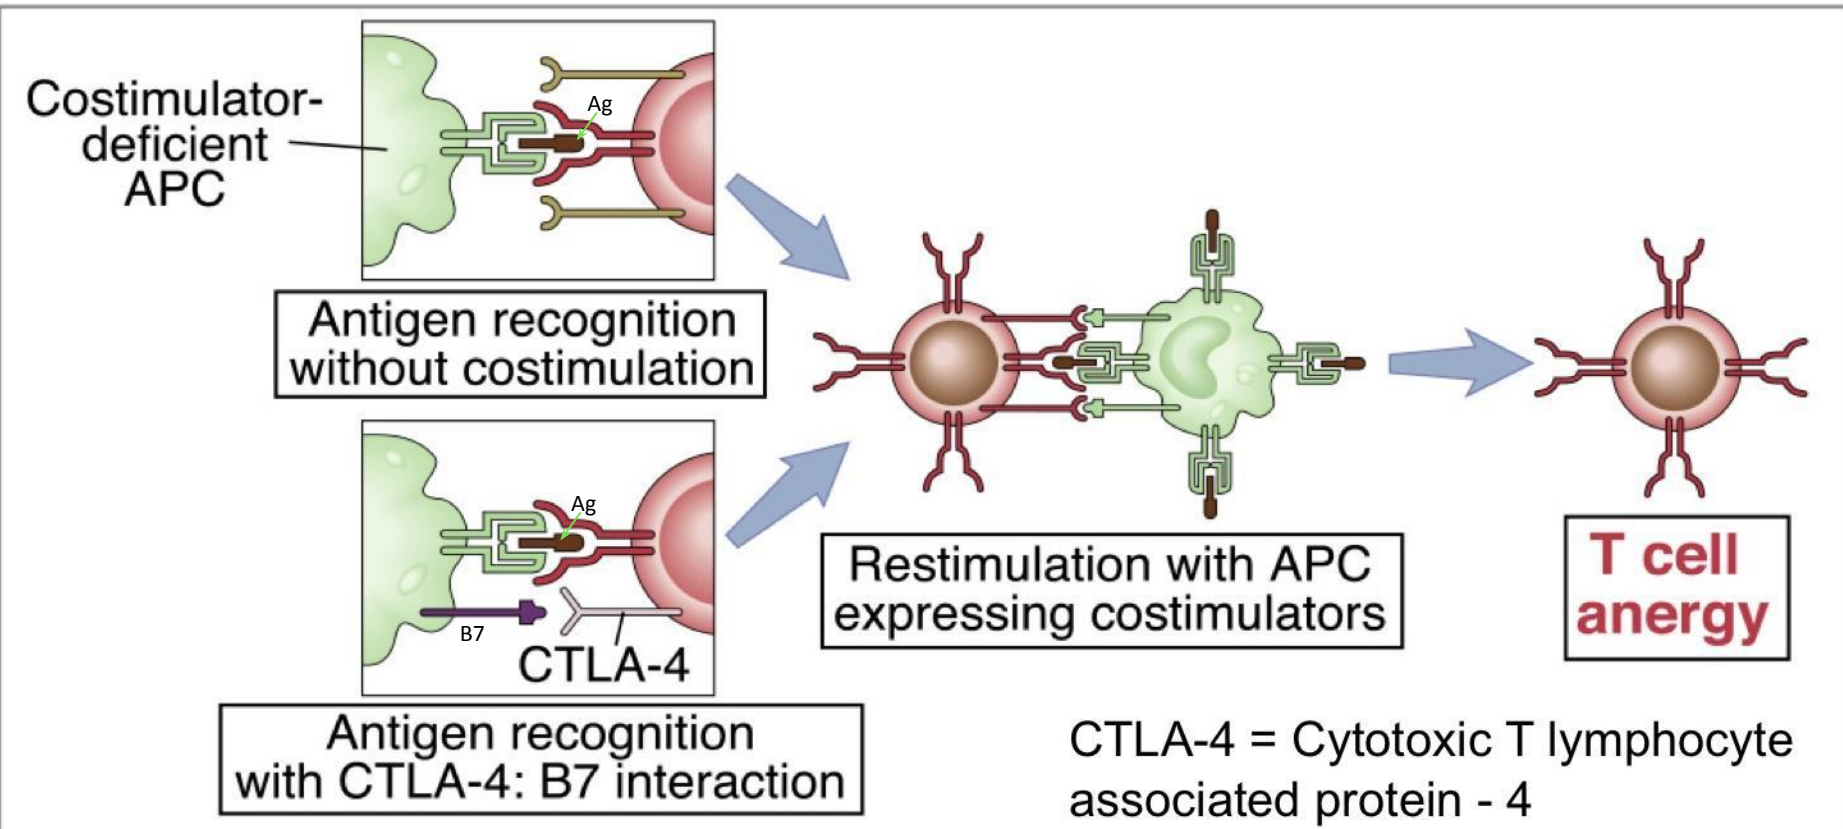 Costimulator-
deficient
APC
Ag
Antigen recognition
without costimulation
Ag
B7
CTLA-4
Antigen recognition
with CTLA-4: B7 interaction
Restimulation with APC
expressing costimulators
T cell
anergy
CTLA-4 = Cytotoxic T lymphocyte
associated protein - 4